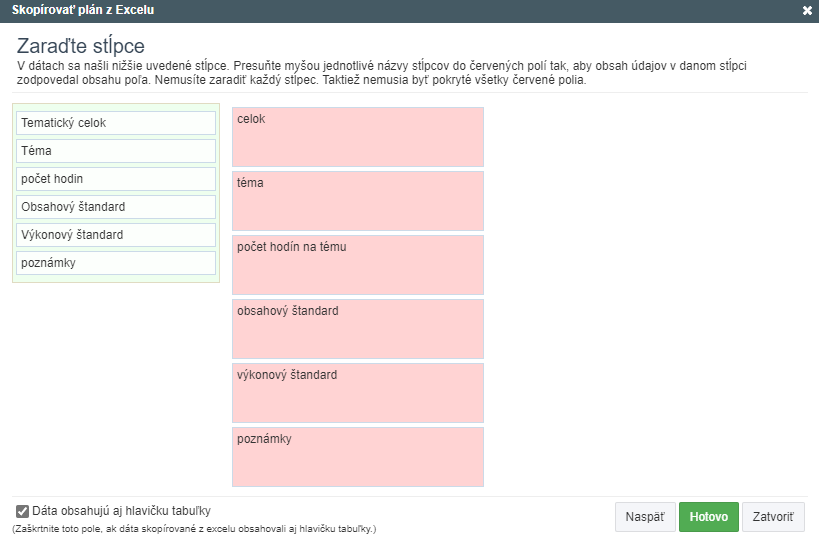 Skopírovať plán z Excelu
Zaraďte stĺpce
V dátach sa našli nižšie uvedené stĺpce. Presuňte myšou jednotlivé názvy stĺpcov do červených polí tak, aby obsah údajov v danom stĺpci
zodpovedal obsahu poľa. Nemusíte zaradiť každý stĺpec. Taktiež nemusia byť pokryté všetky červené polia.
Tematický celok
Téma
počet hodin
Obsahový štandard
Výkonový štandard
poznámky
celok
téma
počet hodín na tému
obsahový štandard
výkonový štandard
poznámky
Dáta obsahujú aj hlavičku tabuľky
(Zaškrtnite toto pole, ak dáta skopírované z excelu obsahovali aj hlavičku tabuľky.)
Naspäť
Hotovo
Zatvoriť